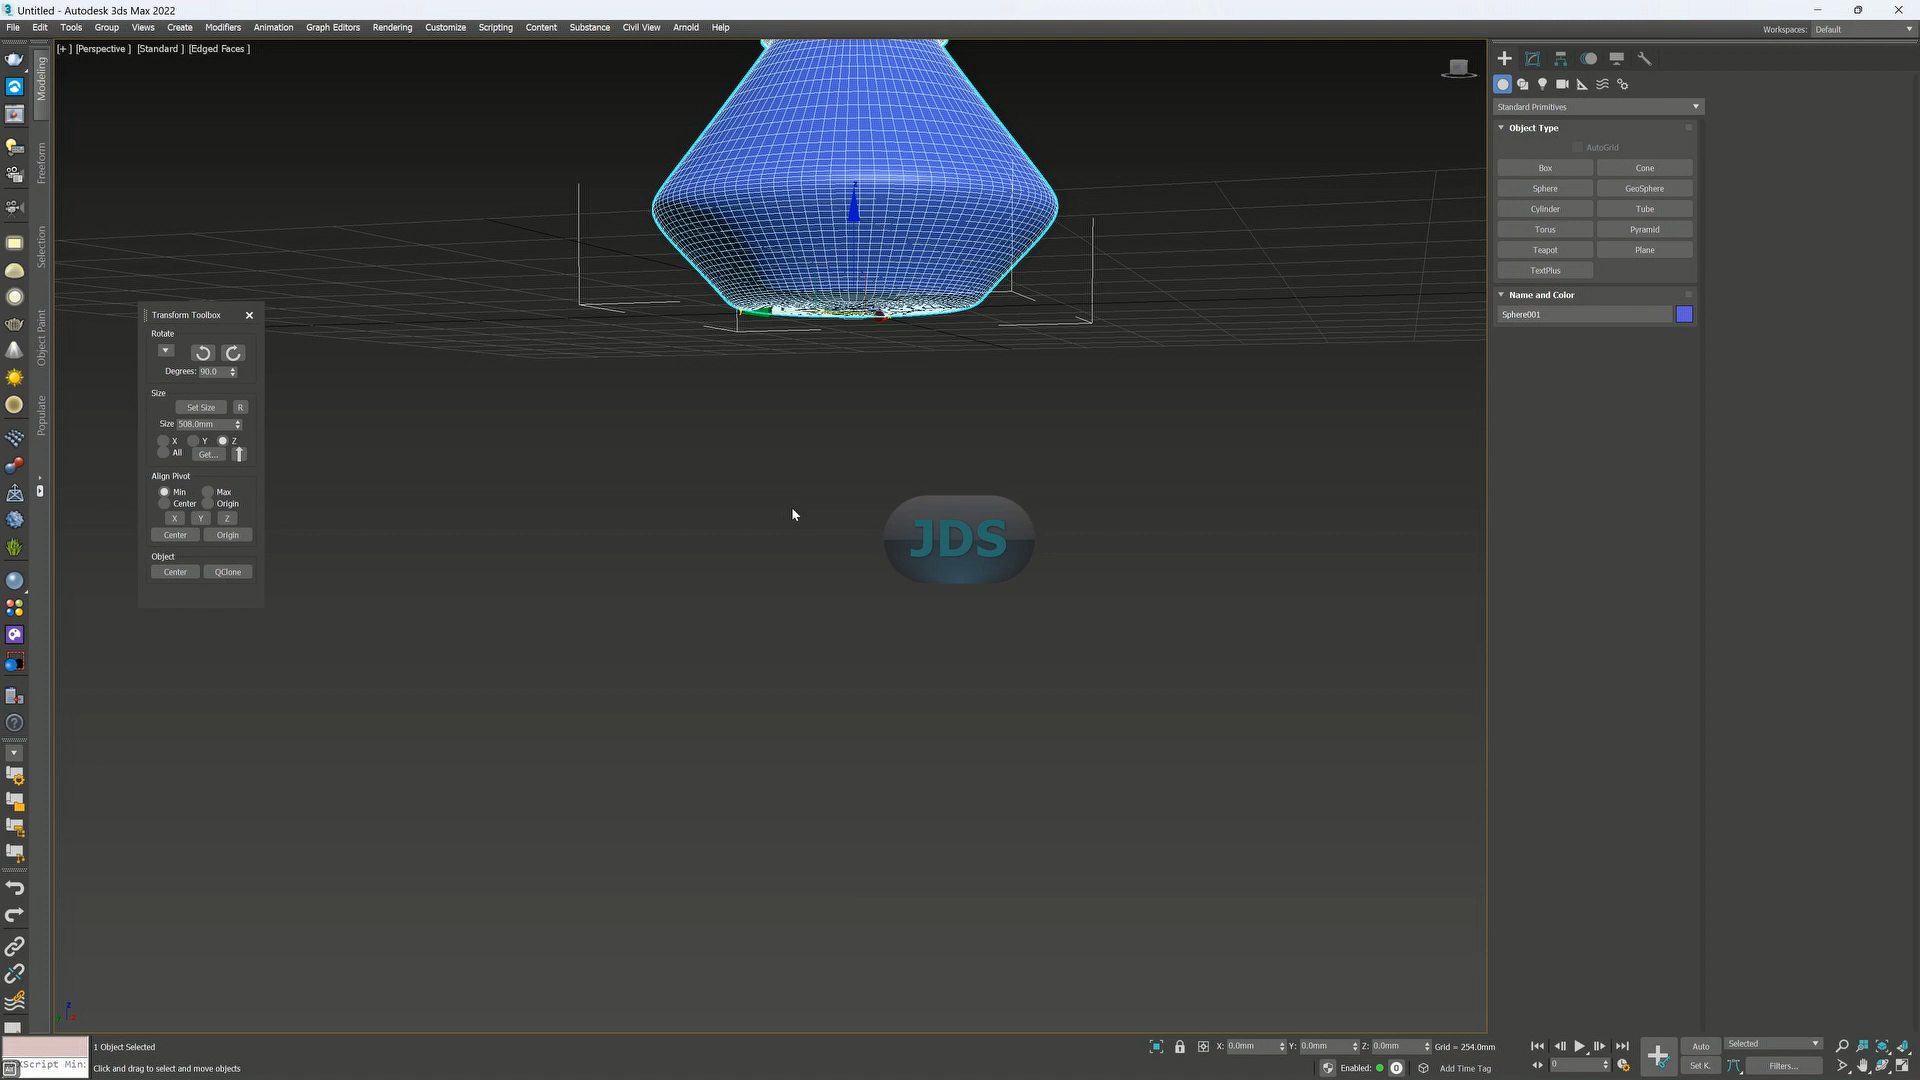 Untitled - Autodesk 3ds Max 2022
File Edit Tools Group Views Create Modifiers Animation Graph Editors Rendering Customize Scripting Content Substance Civil View Arnold Help
Workspaces: Default
[+ ] [Perspective ] [Standard ] [Edged Faces ]
Modeling
Freeform
Selection
Object Paint
Populate
Standard Primitives
Object Type
AutoGrid
Box Cone
Sphere GeoSphere
Cylinder Tube
Torus Pyramid
Teapot Plane
TextPlus
Name and Color
Sphere001
Transform Toolbox
Rotate
Degrees: 90.0
Size
Set Size R
Size 508.0mm
X Y Z
All Get...
Align Pivot
Min Max
Center Origin
X Y Z
Center Origin
Object
Center QClone
JDS
z
1 Object Selected
X: 0.0mm Y: 0.0mm Z: 0.0mm Grid = 254.0mm
Auto Selected
XScript Min
Click and drag to select and move objects
Enabled: 0 Add Time Tag
0
Set K. Filters...